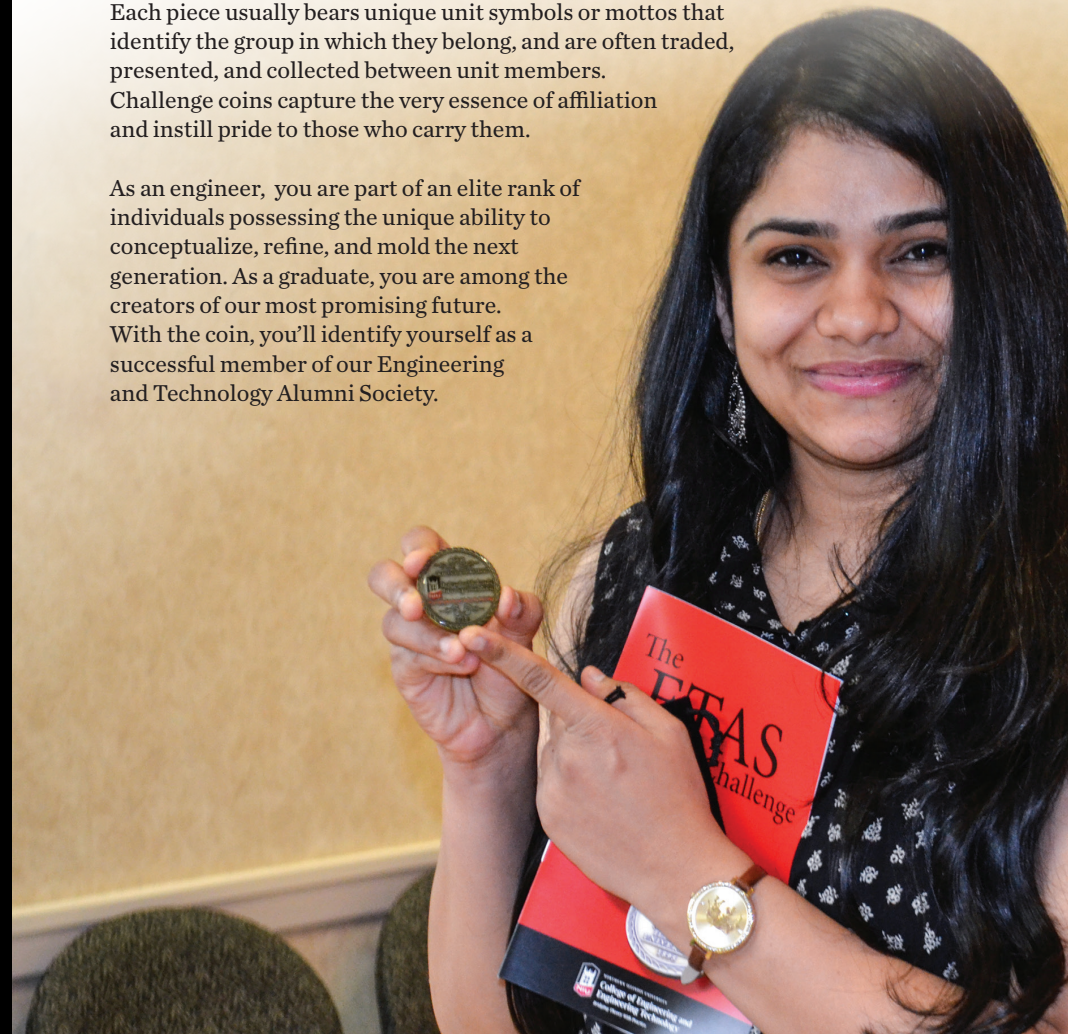 Each piece usually bears unique unit symbols or mottos that
identify the group in which they belong, and are often traded,
presented, and collected between unit members.
Challenge coins capture the very essence of affiliation
and instill pride to those who carry them.
As an engineer,  you are part of an elite rank of
individuals possessing the unique ability to
conceptualize, refine, and mold the next
generation. As a graduate, you are among the
creators of our most promising future.
With the coin, you’ll identify yourself as a
successful member of our Engineering
and Technology Alumni Society.
The
ETAS
Challenge
NORTHERN ILLINOIS UNIVERSITY
College of Engineering and
Engineering Technology